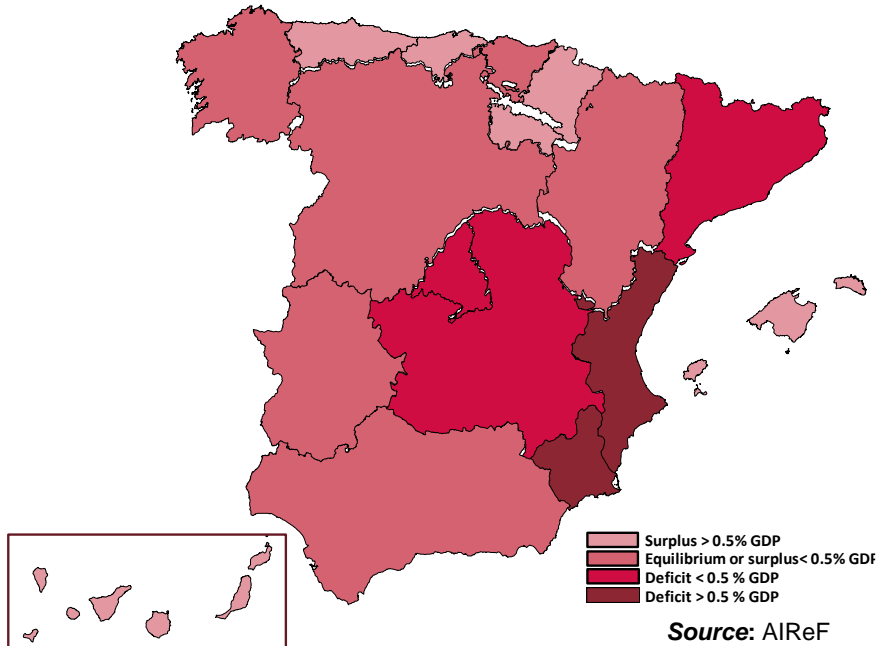 Surplus > 0.5% GDP
Equilibrium or surplus< 0.5% GDP
Deficit < 0.5 % GDP
Deficit > 0.5 % GDP
Source: AIReF